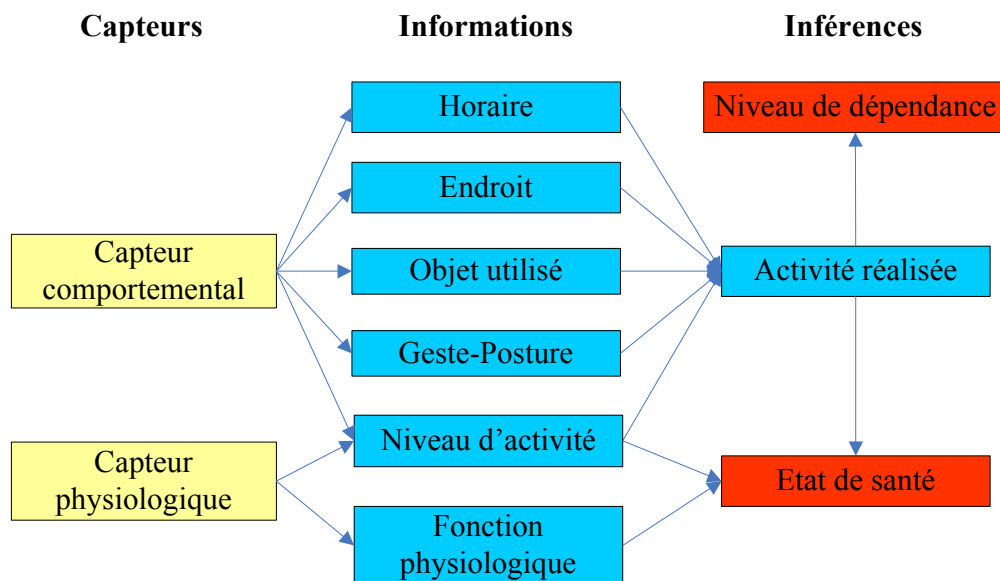 Capteurs
Informations
Inférences
Horaire
Niveau de dépendance
Endroit
Capteur
comportemental
Objet utilisé
Activité réalisée
Geste-Posture
Niveau d’activité
Capteur
physiologique
Etat de santé
Fonction
physiologique